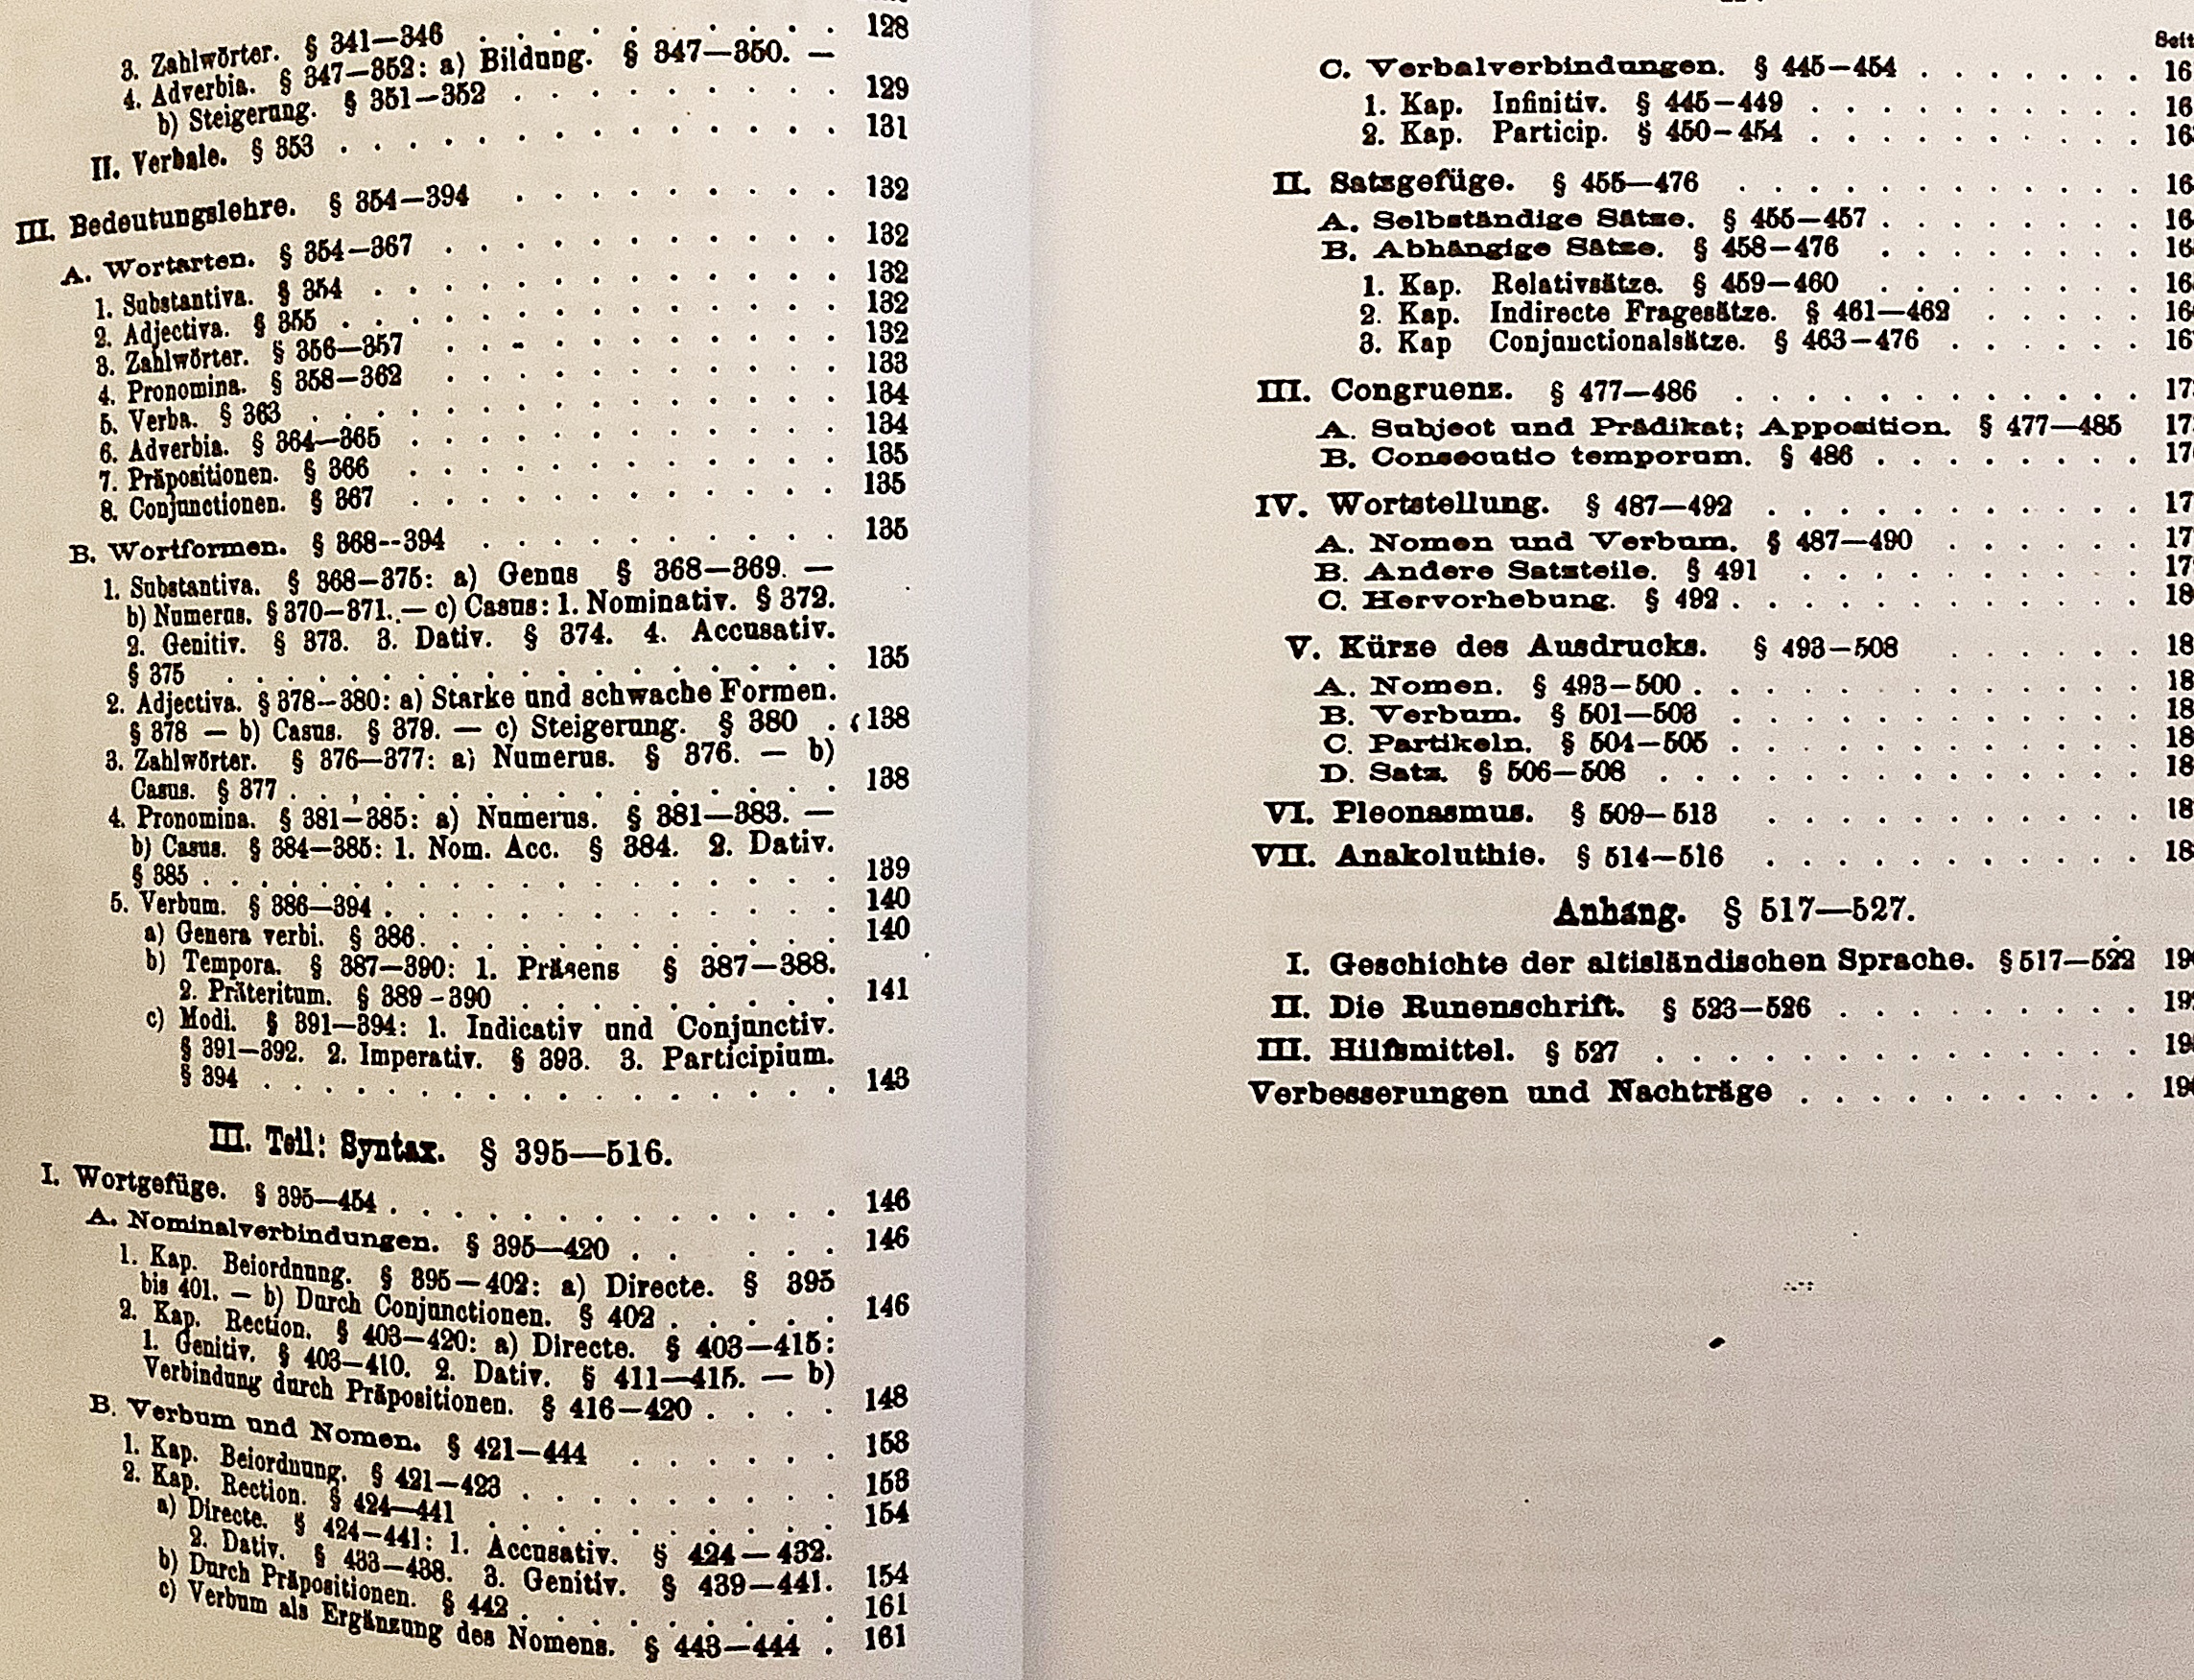 3. Zahlwörter. § 341—346 . . . . . . . . 128
4. Adverbia. § 347—352: a) Bildung. § 347—350. —
b) Steigerung. § 351—352 . . . . . . . . . 129
II. Verbale. § 353 . . . . . . . . . . . . . 131
III. Bedeutungslehre. § 354—394 . . . . . . . . . 132
A. Wortarten. § 354—367 . . . . . . . . . . . 132
1. Substantiva. § 354 . . . . . . . . . . . . 132
2. Adjectiva. § 355 . . . . . . . . . . . . . 132
3. Zahlwörter. § 356—357 . . . . . . . . . . . 132
4. Pronomina. § 358—362 . . . . . . . . . . . 133
5. Verba. § 363 . . . . . . . . . . . . . . 134
6. Adverbia. § 364—365 . . . . . . . . . . . . 134
7. Präpositionen. § 366 . . . . . . . . . . . . 135
8. Conjunctionen. § 367 . . . . . . . . . . . . 135
B. Wortformen. § 368--394 . . . . . . . . . . 135
1. Substantiva. § 368—375: a) Genus § 368—369. —
b) Numerus. § 370—371. — c) Casus: 1. Nominativ. § 372.
2. Genitiv. § 373. 3. Dativ. § 374. 4. Accusativ.
§ 375 . . . . . . . . . . . . . . . . . 135
2. Adjectiva. § 378—380: a) Starke und schwache Formen.
§ 378 — b) Casus. § 379. — c) Steigerung. § 380 . 138
3. Zahlwörter. § 376—377: a) Numerus. § 376. — b)
Casus. § 377 . . . . . . . . . . . . . . 138
4. Pronomina. § 381—385: a) Numerus. § 381—383. —
b) Casus. § 384—385: 1. Nom. Acc. § 384. 2. Dativ.
§ 385 . . . . . . . . . . . . . . . . . 139
5. Verbum. § 386—394 . . . . . . . . . . . . 140
a) Genera verbi. § 386 . . . . . . . . . . . 140
b) Tempora. § 387—390: 1. Präsens § 387—388.
2. Präteritum. § 389-390 . . . . . . . . . 141
c) Modi. § 391—394: 1. Indicativ und Conjunctiv.
§ 391—392. 2. Imperativ. § 393. 3. Participium.
§ 394 . . . . . . . . . . . . . . . . 143
III. Teil: Syntax. § 395—516.
I. Wortgefüge. § 395—454 . . . . . . . . . . . . 146
A. Nominalverbindungen. § 395—420 . . . . . . 146
1. Kap. Beiordnung. § 395—402: a) Directe. § 395
bis 401. — b) Durch Conjunctionen. § 402 . . . . . 146
2. Kap. Rection. § 403—420: a) Directe. § 403—415:
1. Genitiv. § 403—410. 2. Dativ. § 411—415. — b)
Verbindung durch Präpositionen. § 416—420 . . . . 148
B. Verbum und Nomen. § 421—444 . . . . . . 153
1. Kap. Beiordnung. § 421—423 . . . . . . . . . 153
2. Kap. Rection. § 424—441 . . . . . . . . . . 154
a) Directe. § 424—441: 1. Accusativ. § 424—432.
2. Dativ. § 433—438. 3. Genitiv. § 439—441. 154
b) Durch Präpositionen. § 442 . . . . . . . . . 161
c) Verbum als Ergänzung des Nomens. § 443—444 . 161
C. Verbalverbindungen. § 445—454 . . . . . . .
1. Kap. Infinitiv. § 445—449 . . . . . . . . . .
2. Kap. Particip. § 450—454 . . . . . . . . . .
II. Satzgefüge. § 455—476 . . . . . . . . . . . .
A. Selbständige Sätze. § 455—457 . . . . . . . .
B. Abhängige Sätze. § 458—476 . . . . . . . .
1. Kap. Relativsätze. § 459—460 . . . . . . . .
2. Kap. Indirecte Fragesätze. § 461—462 . . . . .
3. Kap Conjunctionalsätze. § 463—476 . . . . . .
III. Congruenz. § 477—486 . . . . . . . . . . . .
A. Subject und Prädikat; Apposition. § 477—485
B. Consecutio temporum. § 486 . . . . . . . .
IV. Wortstellung. § 487—492 . . . . . . . . . . .
A. Nomen und Verbum. § 487—490 . . . . . .
B. Andere Satzteile. § 491 . . . . . . . . . .
C. Hervorhebung. § 492 . . . . . . . . . . . .
V. Kürze des Ausdrucks. § 493—508 . . . . . .
A. Nomen. § 493—500 . . . . . . . . . . . . .
B. Verbum. § 501—503 . . . . . . . . . . . .
C. Partikeln. § 504—505 . . . . . . . . . . . .
D. Satz. § 506—508 . . . . . . . . . . . . . .
VI. Pleonasmus. § 509—513 . . . . . . . . . . .
VII. Anakoluthie. § 514—516 . . . . . . . . . . .
Anhang. § 517—527.
I. Geschichte der altisländischen Sprache. § 517—522
II. Die Runenschrift. § 523—526 . . . . . . . . .
III. Hilfsmittel. § 527 . . . . . . . . . . . . . .
Verbesserungen und Nachträge . . . . . . . . . . .